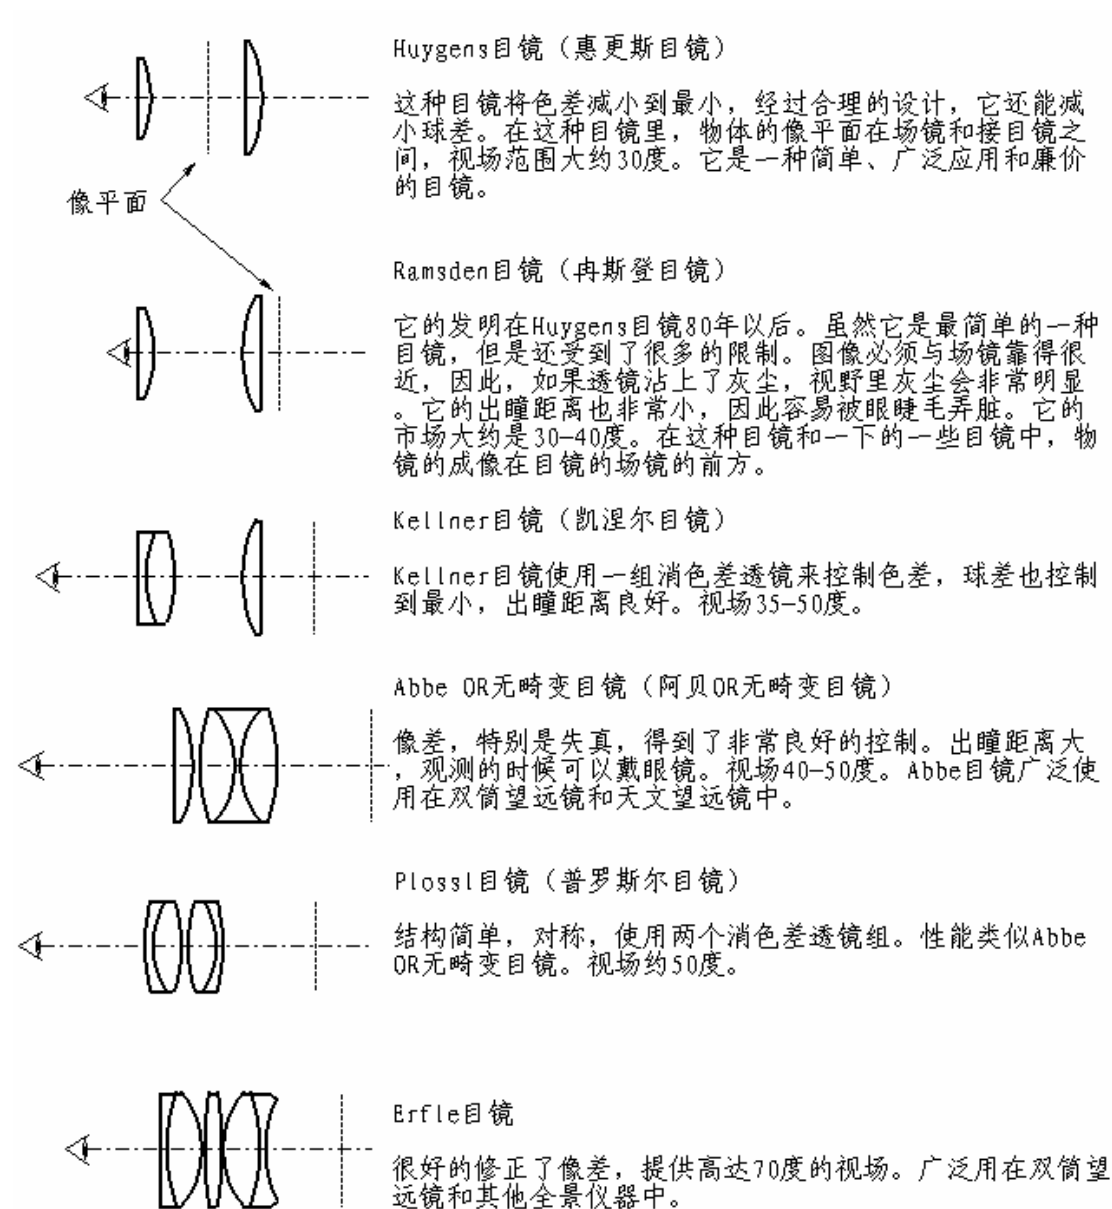 Huygens目镜（惠更斯目镜）
这种目镜将色差减小到最小，经过合理的设计，它还能减
小球差。在这种目镜里，物体的像平面在场镜和接目镜之
间，视场范围大约30度。它是一种简单、广泛应用和廉价
的目镜。
像平面
Ramsden目镜（冉斯登目镜）
它的发明在Huygens目镜80年以后。虽然它是最简单的一种
目镜，但是还受到了很多的限制。图像必须与场镜靠得很
近，因此，如果透镜沾上了灰尘，视野里灰尘会非常明显
。它的出瞳距离也非常小，因此容易被眼睫毛弄脏。它的
市场大约是30-40度。在这种目镜和一下的一些目镜中，物
镜的成像在目镜的场镜的前方。
Kellner目镜（凯涅尔目镜）
Kellner目镜使用一组消色差透镜来控制色差，球差也控制
到最小，出瞳距离良好。视场35-50度。
Abbe OR无畸变目镜（阿贝OR无畸变目镜）
像差，特别是失真，得到了非常良好的控制。出瞳距离大
，观测的时候可以戴眼镜。视场40-50度。Abbe目镜广泛使
用在双筒望远镜和天文望远镜中。
Plossl目镜（普罗斯尔目镜）
结构简单，对称，使用两个消色差透镜组。性能类似Abbe
OR无畸变目镜。视场约50度。
Erfle目镜
很好的修正了像差，提供高达70度的视场。广泛用在双筒望
远镜和其他全景仪器中。